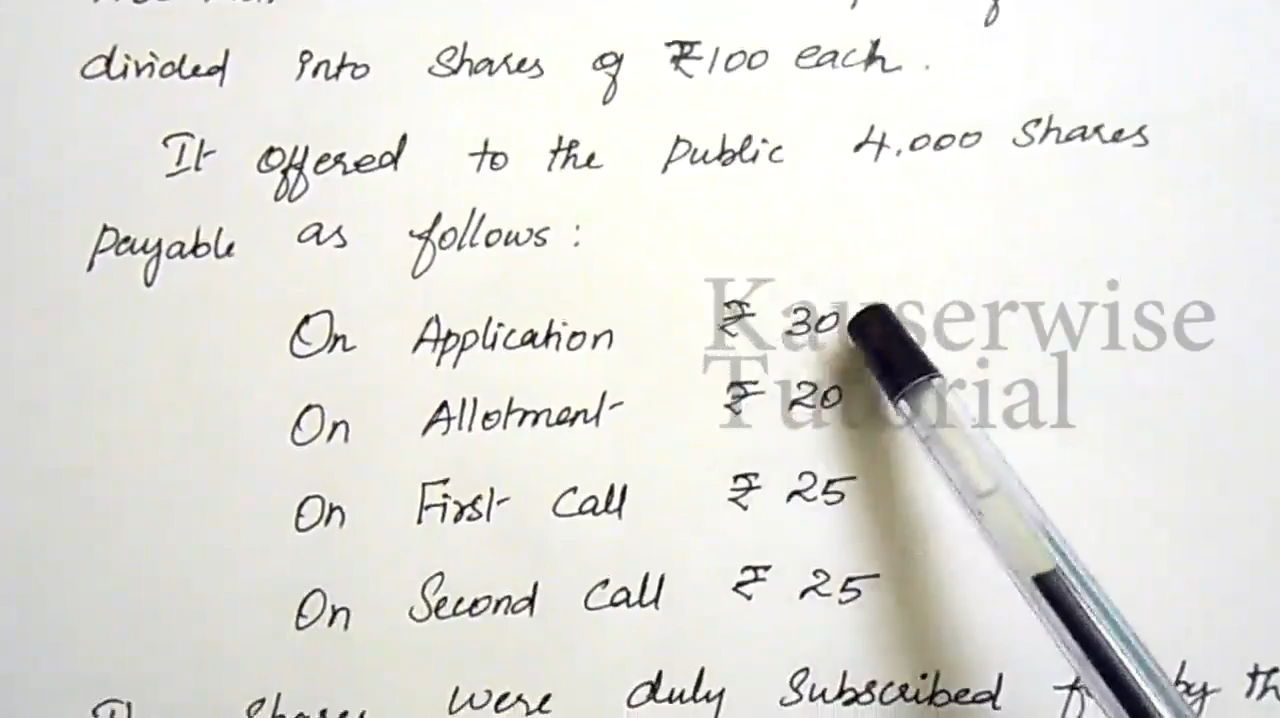 divided into shares of ₹100 each.
It offered to the public 4,000 shares
payable as follows:
On Application ₹ 30
On Allotment ₹ 20
On First Call ₹ 25
On Second Call ₹ 25
shares were duly subscribed by
Kauserwise
Tutorial